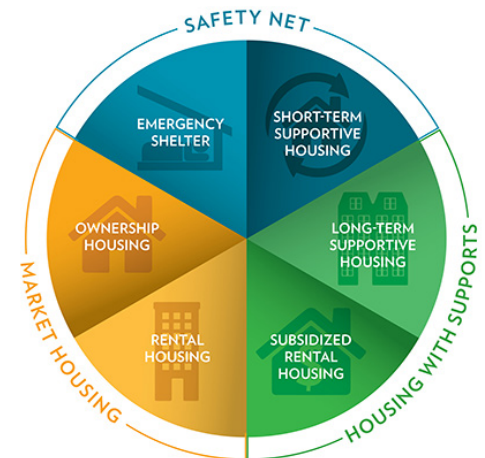 SAFETY NET
EMERGENCY
SHELTER
SHORT-TERM
SUPPORTIVE
HOUSING
OWNERSHIP
HOUSING
LONG-TERM
SUPPORTIVE
HOUSING
RENTAL
HOUSING
SUBSIDIZED
RENTAL
HOUSING
MARKET HOUSING
HOUSING WITH SUPPORTS